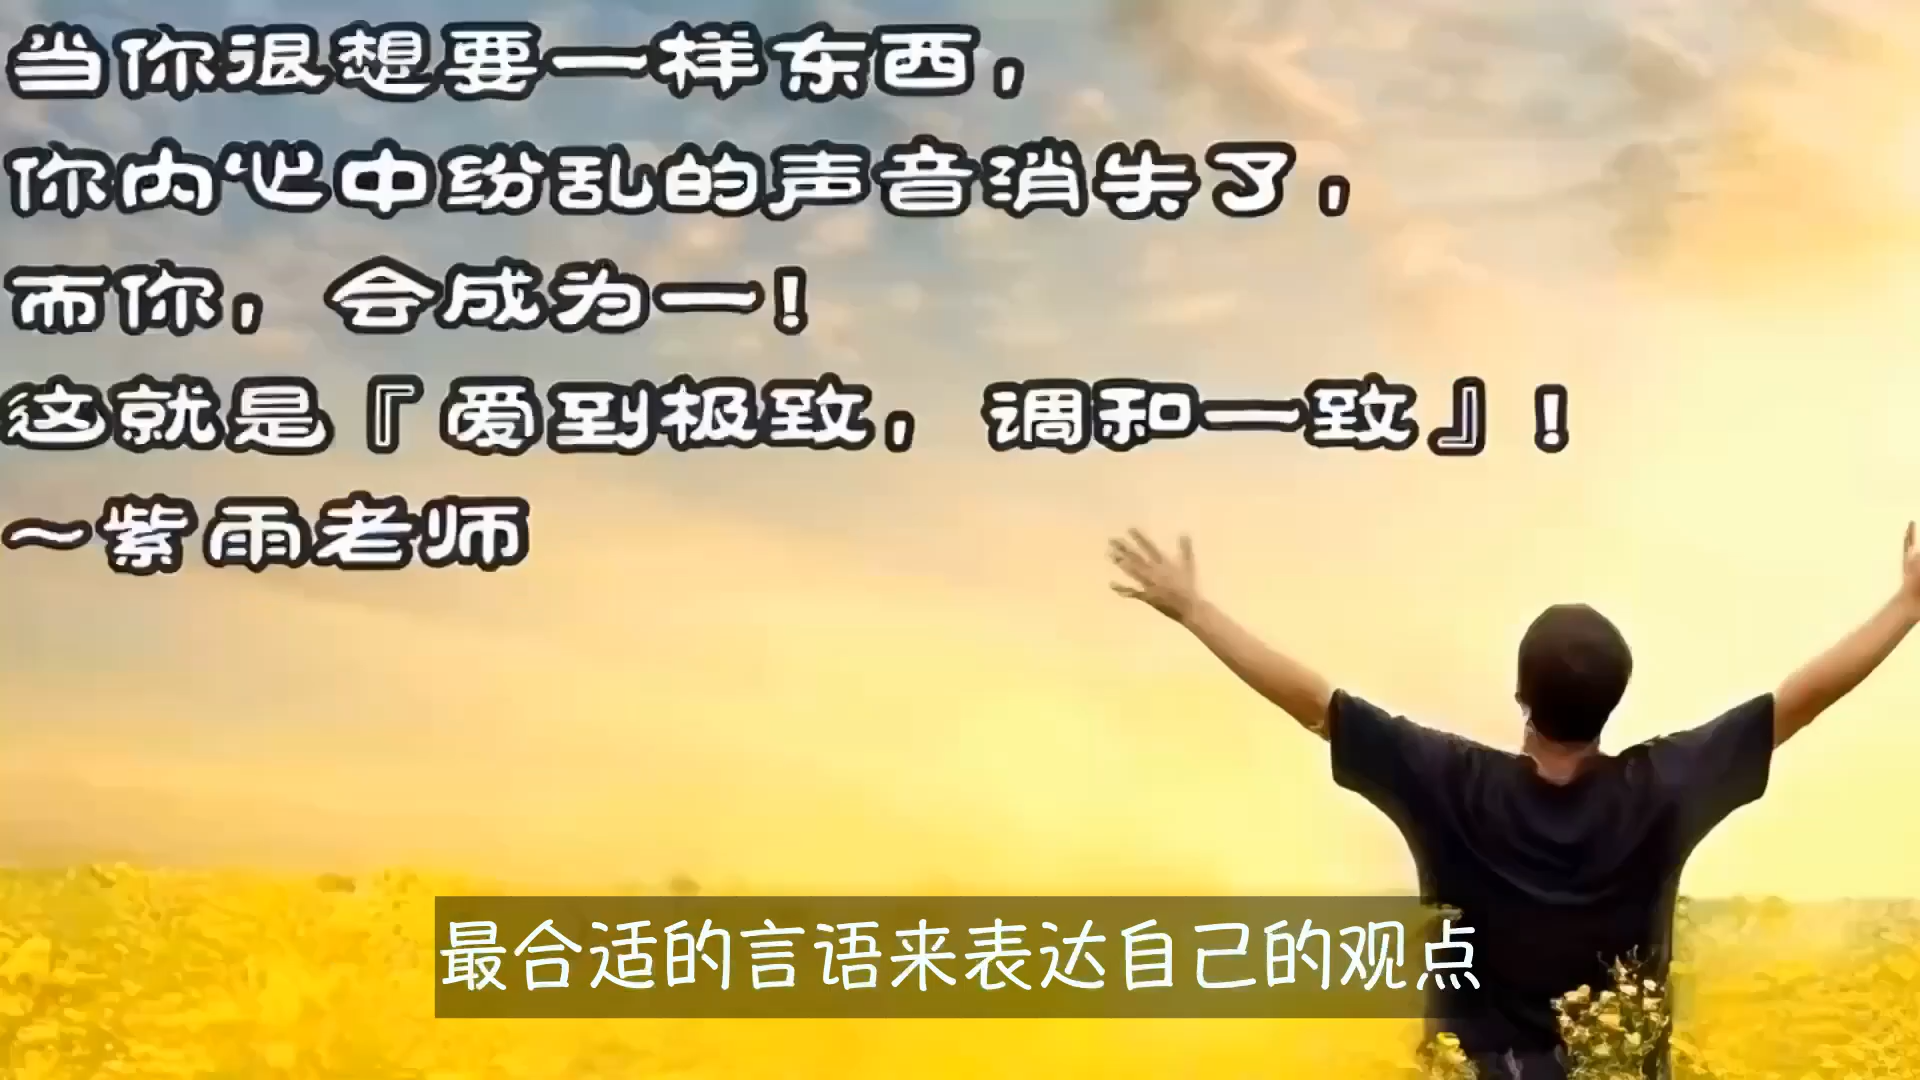 当你很想要一样东西，
你内心中纷乱的声音消失了，
而你，会成为一！
这就是『爱到极致，调和一致』！
～紫雨老师
最合适的言语来表达自己的观点